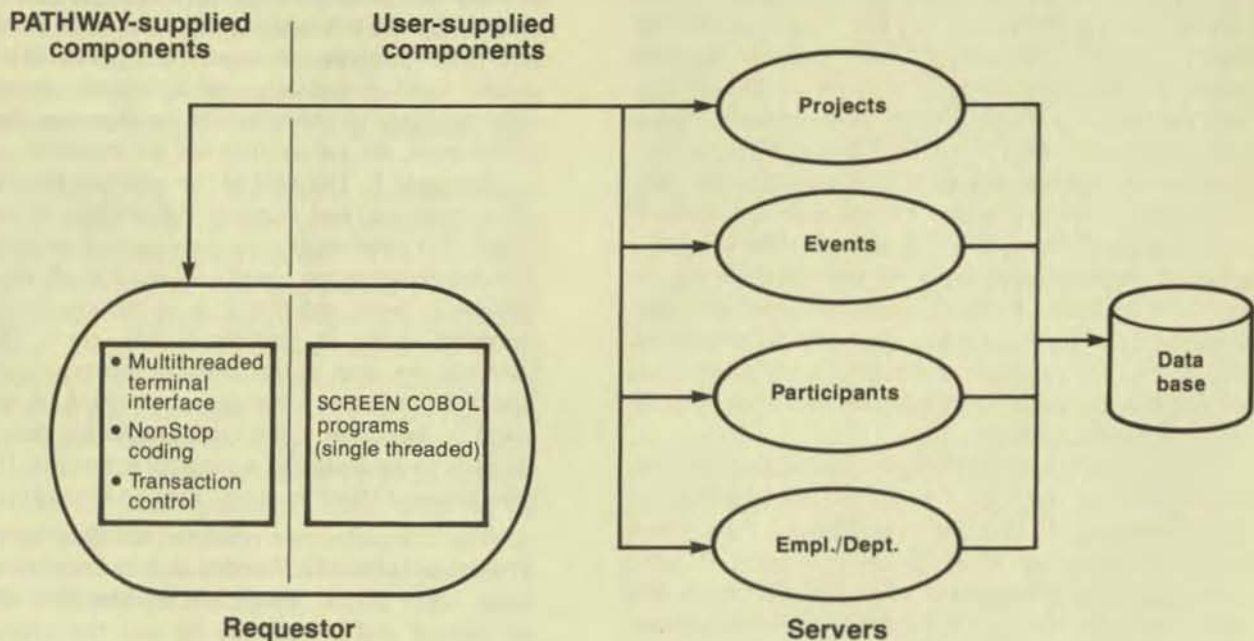 PATHWAY-supplied
components
User-supplied
components
Projects
Events
Participants
Empl./Dept.
Data
base
• Multithreaded
terminal
interface
• NonStop
coding
• Transaction
control
SCREEN COBOL
programs
(single threaded)
Requestor
Servers